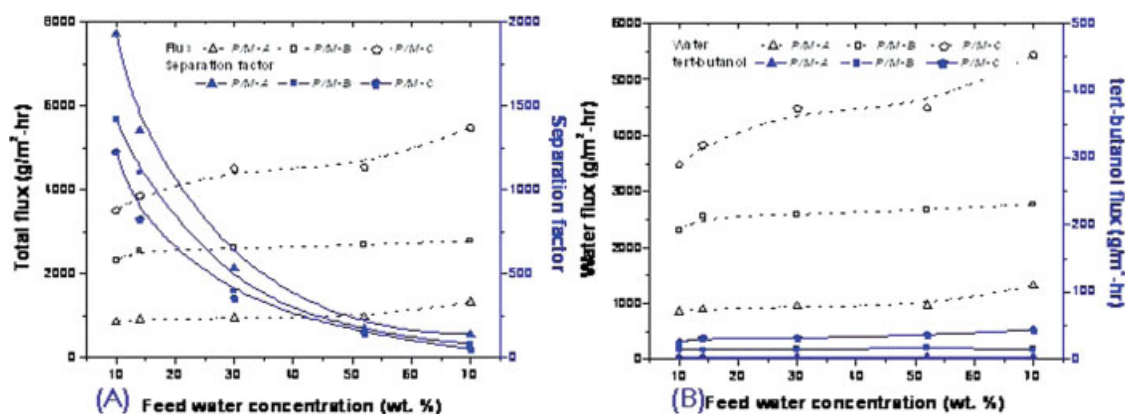 Flux P/M-A P/M-B P/M-C
Separation factor
P/M-A P/M-B P/M-C
Total flux (g/m²-hr)
8000
6000
4000
2000
0
2000
1500
1000
500
0
Separation factor
10 20 30 40 50 60 70
(A) Feed water concentration (wt. %)
Water P/M-A P/M-B P/M-C
tert-butanol P/M-A P/M-B P/M-C
Water flux (g/m²-hr)
6000
5000
4000
3000
2000
1000
0
500
400
300
200
100
0
tert-butanol flux (g/m²-hr)
10 20 30 40 50 60 70
(B) Feed water concentration (wt. %)